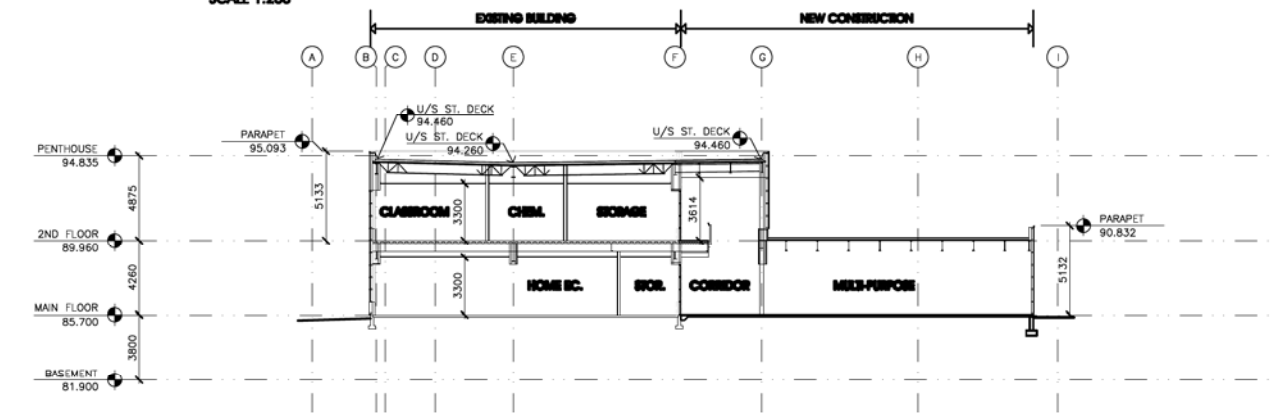 SCALE 1:200
EXISTING BUILDING
NEW CONSTRUCTION
A
B
C
D
E
F
G
H
I
U/S ST. DECK
94.460
U/S ST. DECK
94.260
U/S ST. DECK
94.460
PARAPET
95.093
PENTHOUSE
94.835
4875
5133
3300
3614
CLASSROOM
CHEM.
STORAGE
PARAPET
90.832
2ND FLOOR
89.960
4260
3300
5132
HOME EC.
STOR.
CORRIDOR
MULTI-PURPOSE
MAIN FLOOR
85.700
3800
BASEMENT
81.900